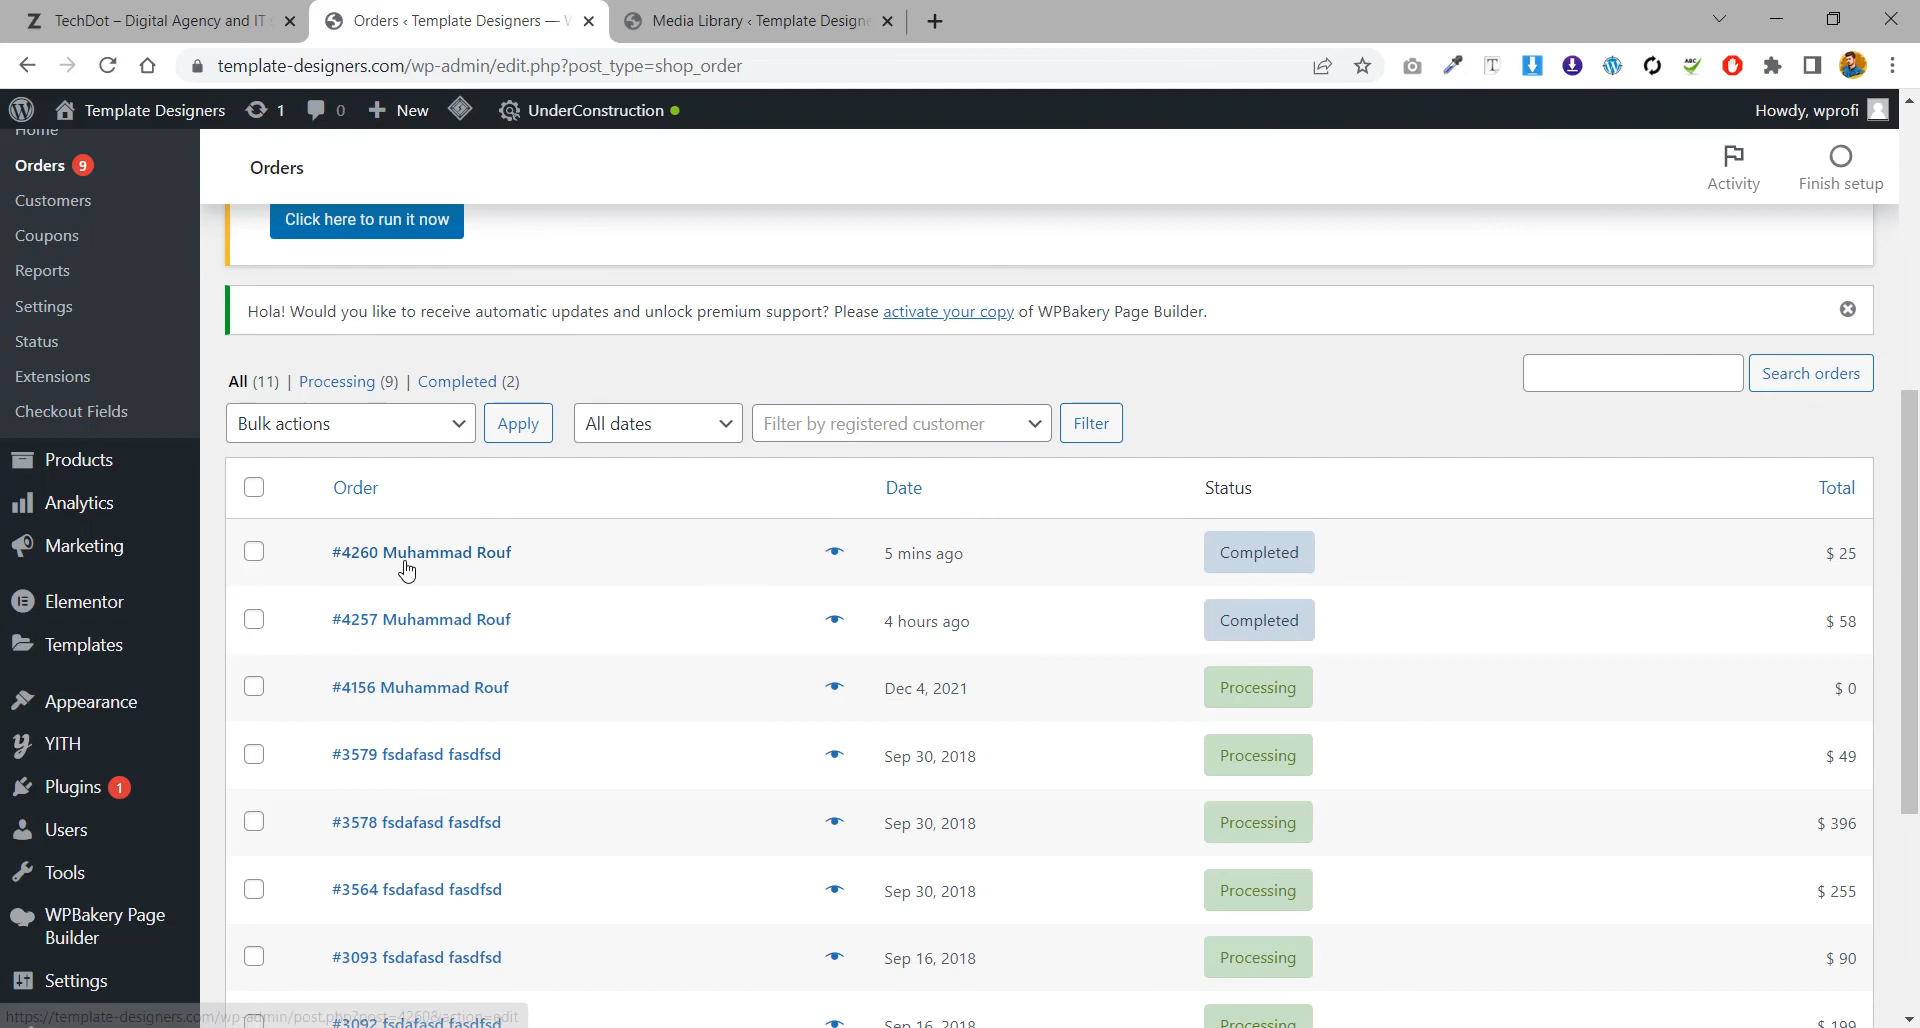 TechDot – Digital Agency and IT
Orders ‹ Template Designers —
Media Library ‹ Template Designe
template-designers.com/wp-admin/edit.php?post_type=shop_order
Template Designers
1
0
New
UnderConstruction
Howdy, wprofi
Home
Orders 9
Customers
Coupons
Reports
Settings
Status
Extensions
Checkout Fields
Products
Analytics
Marketing
Elementor
Templates
Appearance
YITH
Plugins 1
Users
Tools
WPBakery Page
Builder
Settings
Orders
Activity
Finish setup
Click here to run it now
Hola! Would you like to receive automatic updates and unlock premium support? Please activate your copy of WPBakery Page Builder.
All (11) | Processing (9) | Completed (2)
Search orders
Bulk actions
Apply
All dates
Filter by registered customer
Filter
Order Date Status Total
#4260 Muhammad Rouf 5 mins ago Completed $ 25
#4257 Muhammad Rouf 4 hours ago Completed $ 58
#4156 Muhammad Rouf Dec 4, 2021 Processing $ 0
#3579 fsdafasd fasdfsd Sep 30, 2018 Processing $ 49
#3578 fsdafasd fasdfsd Sep 30, 2018 Processing $ 396
#3564 fsdafasd fasdfsd Sep 30, 2018 Processing $ 255
#3093 fsdafasd fasdfsd Sep 16, 2018 Processing $ 90
#3092 fsdafasd fasdfsd Sep 16, 2018 Processing $ 199
https://template-designers.com/wp-admin/post.php?post=4260&action=edit